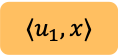 ⟨u₁, x⟩